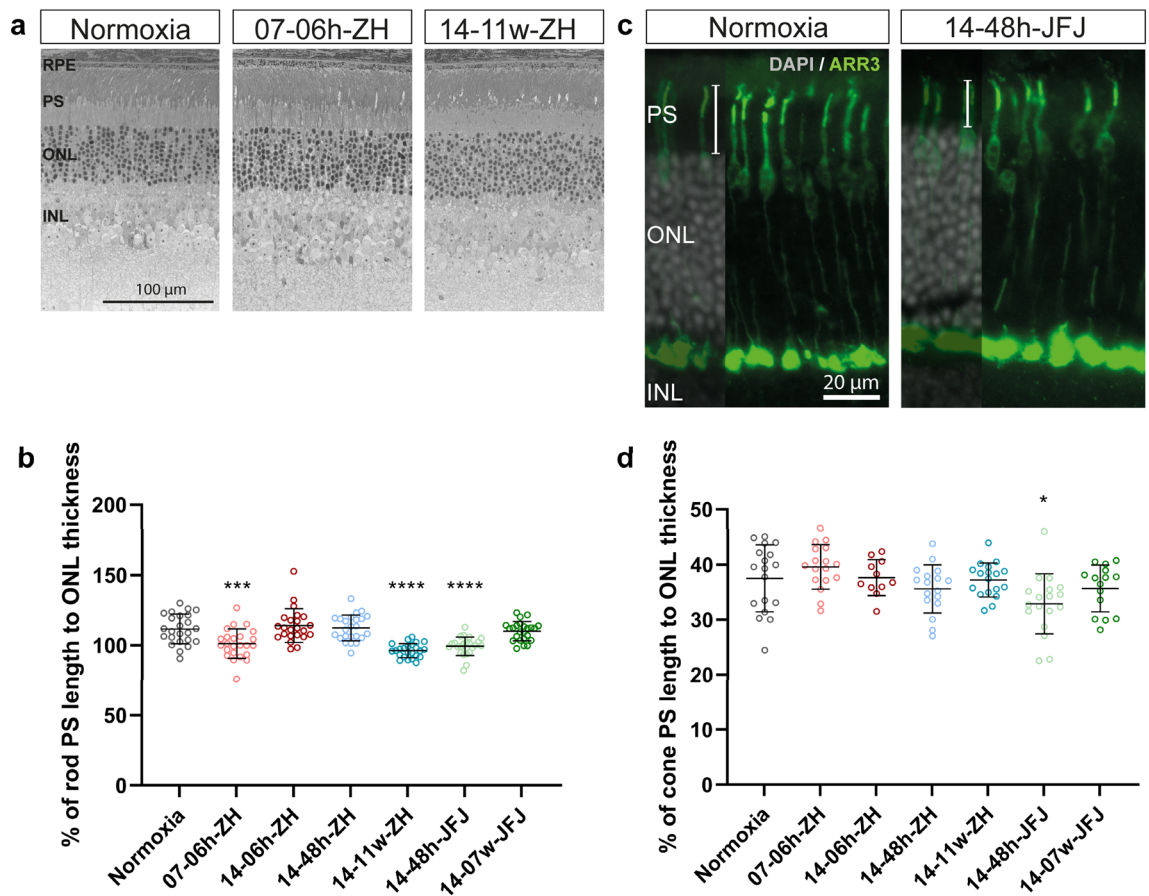 a
Normoxia
07-06h-ZH
14-11w-ZH
RPE
PS
ONL
INL
100 µm
c
Normoxia
14-48h-JFJ
DAPI / ARR3
PS
ONL
INL
20 µm
b
% of rod PS length to ONL thickness
200
150
100
50
0
***
****
****
Normoxia
07-06h-ZH
14-06h-ZH
14-48h-ZH
14-11w-ZH
14-48h-JFJ
14-07w-JFJ
d
% of cone PS length to ONL thickness
50
40
30
20
10
0
*
Normoxia
07-06h-ZH
14-06h-ZH
14-48h-ZH
14-11w-ZH
14-48h-JFJ
14-07w-JFJ